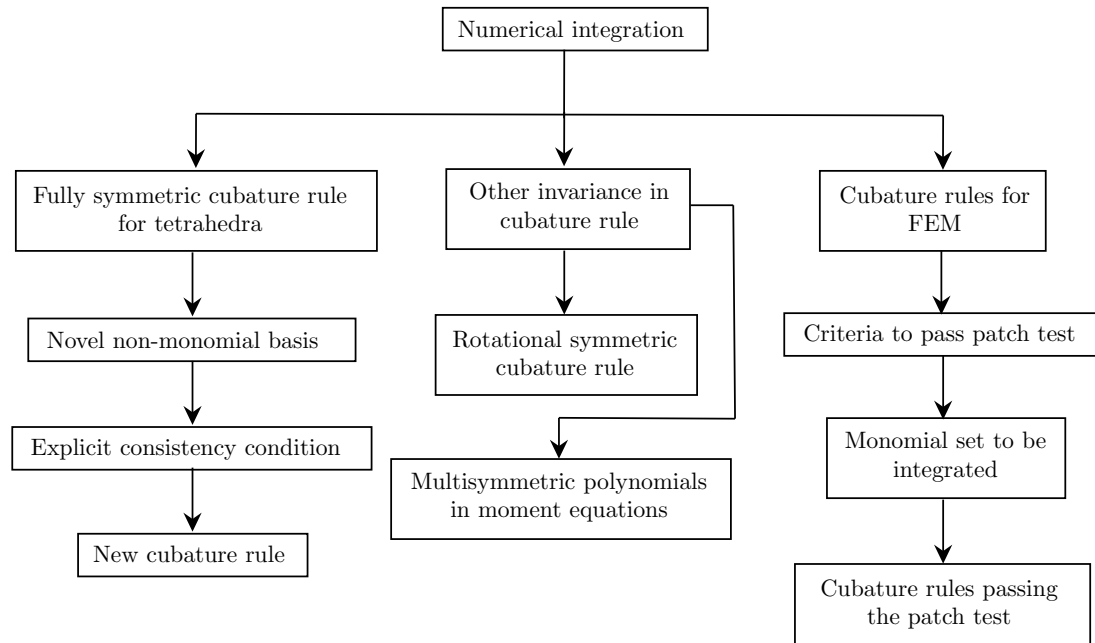 Numerical integration
Fully symmetric cubature rule
for tetrahedra
Novel non-monomial basis
Explicit consistency condition
New cubature rule
Other invariance in
cubature rule
Rotational symmetric
cubature rule
Multisymmetric polynomials
in moment equations
Cubature rules for
FEM
Criteria to pass patch test
Monomial set to be
integrated
Cubature rules passing
the patch test